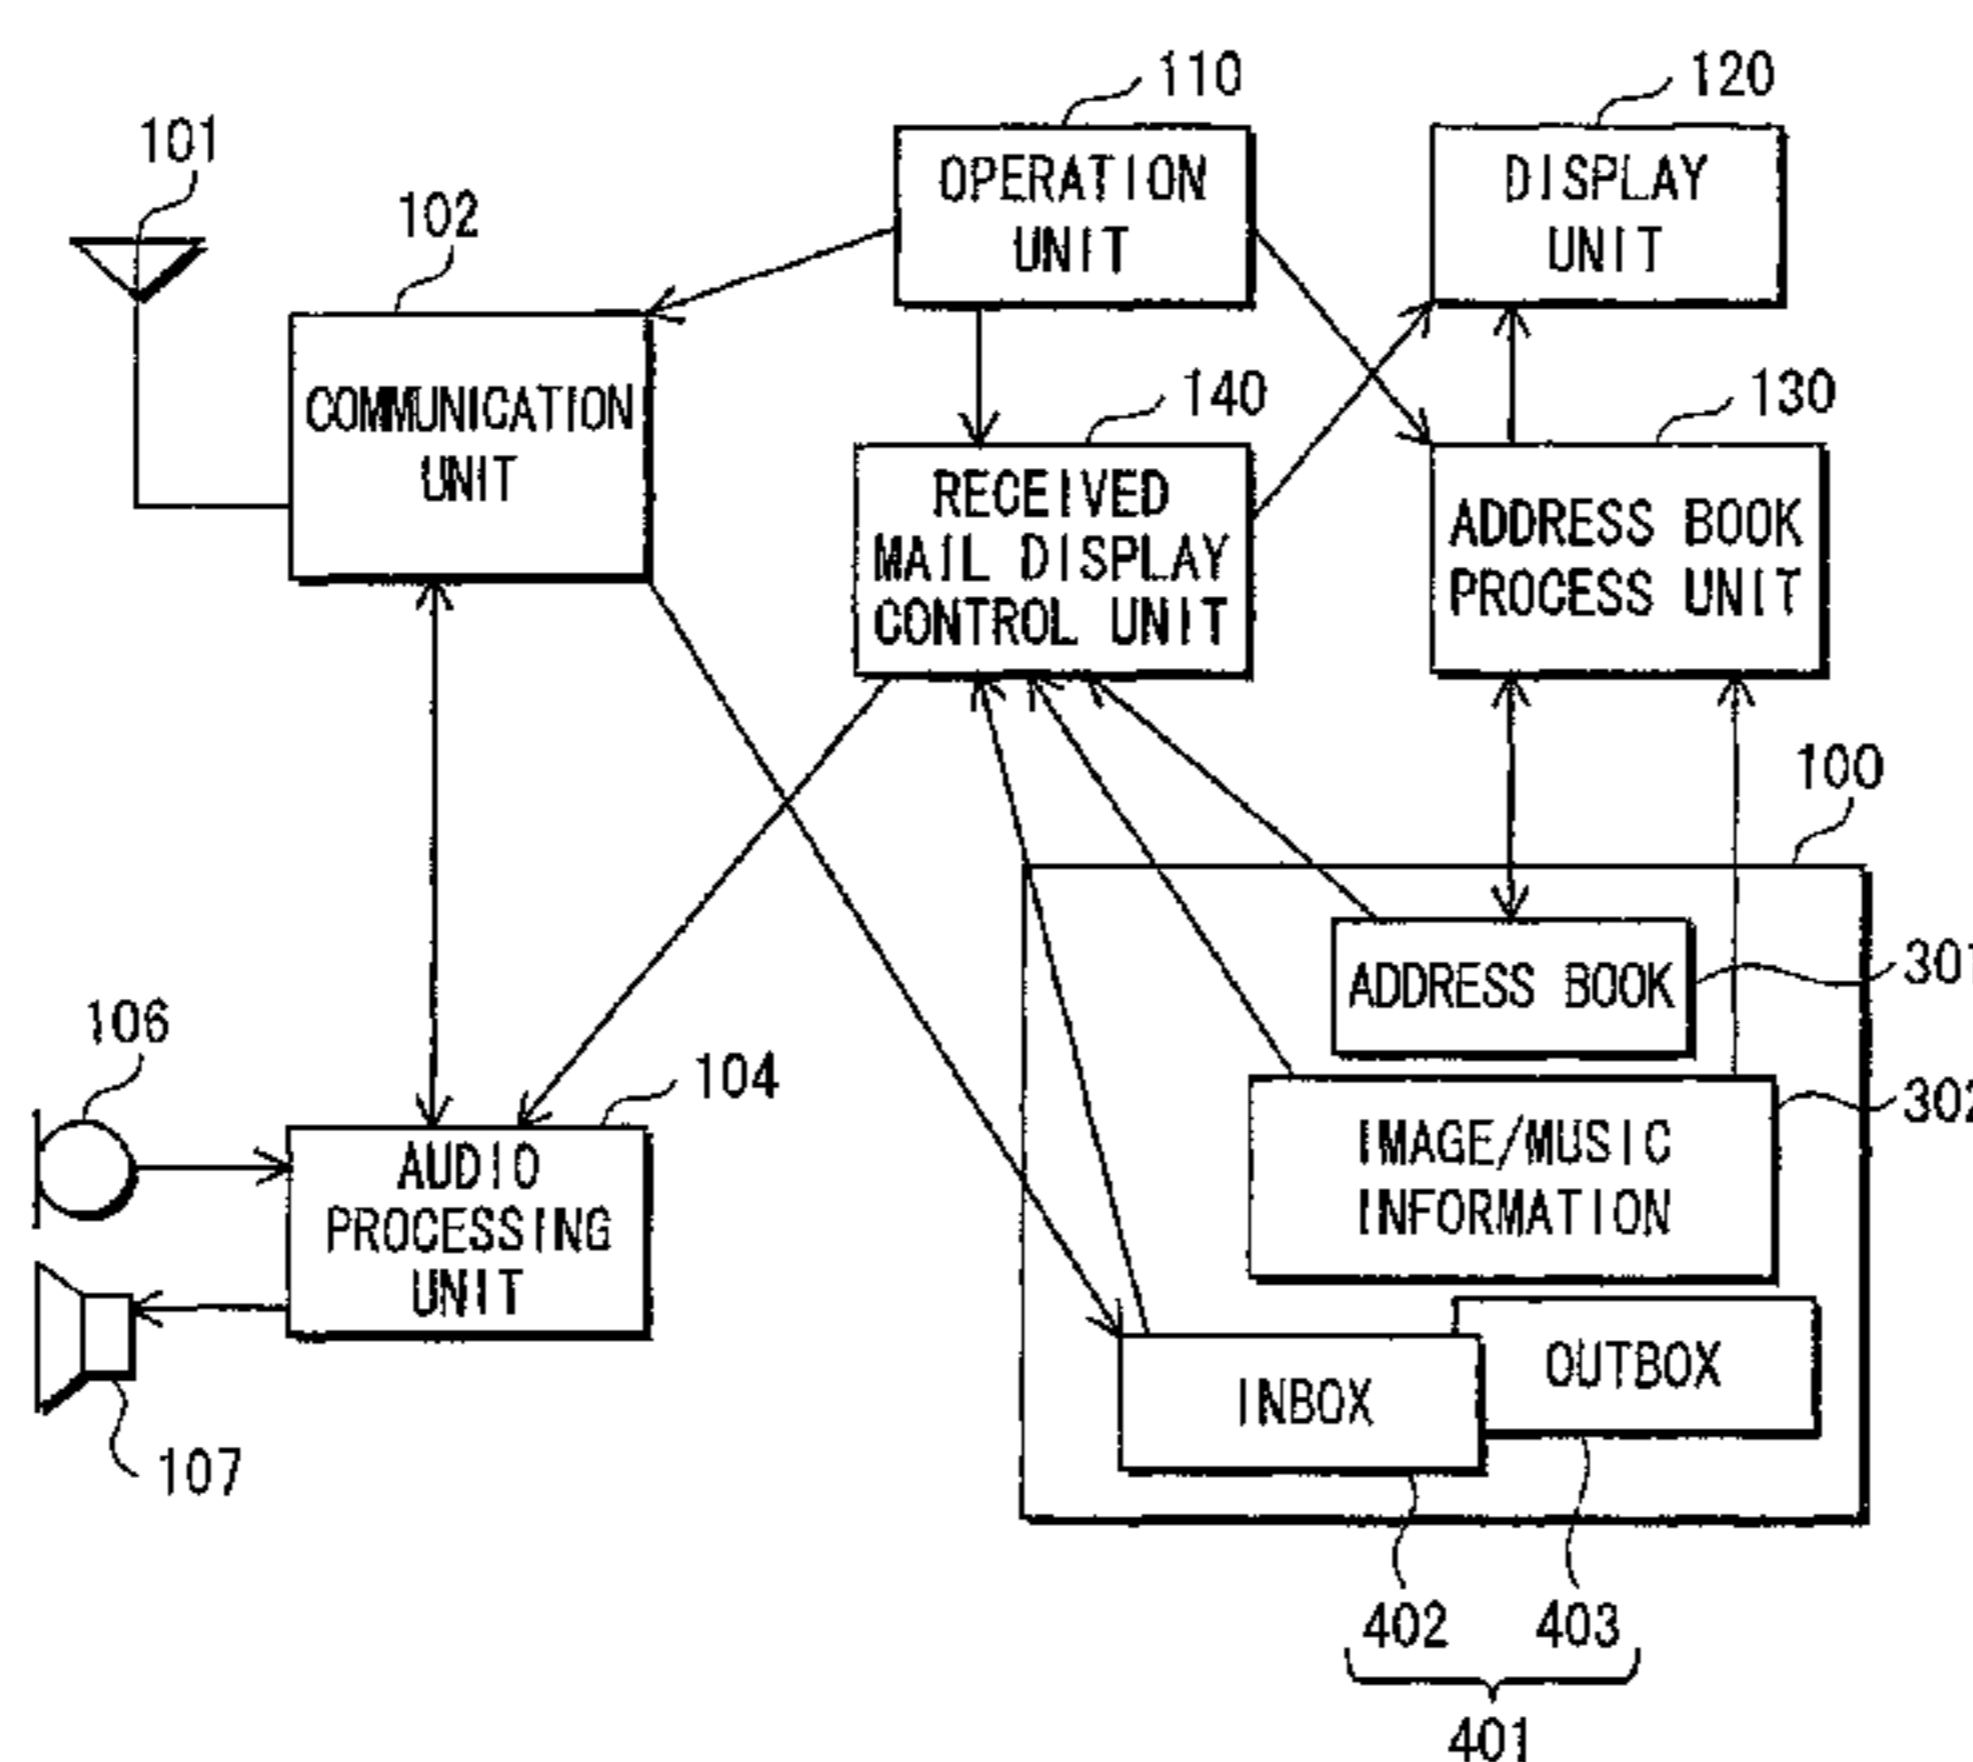 110
120
101
102
OPERATION
UNIT
DISPLAY
UNIT
COMMUNICATION
UNIT
140
130
RECEIVED
MAIL DISPLAY
CONTROL UNIT
ADDRESS BOOK
PROCESS UNIT
100
ADDRESS BOOK
301
106
104
302
AUDIO
PROCESSING
UNIT
IMAGE/MUSIC
INFORMATION
OUTBOX
INBOX
107
402
403
401